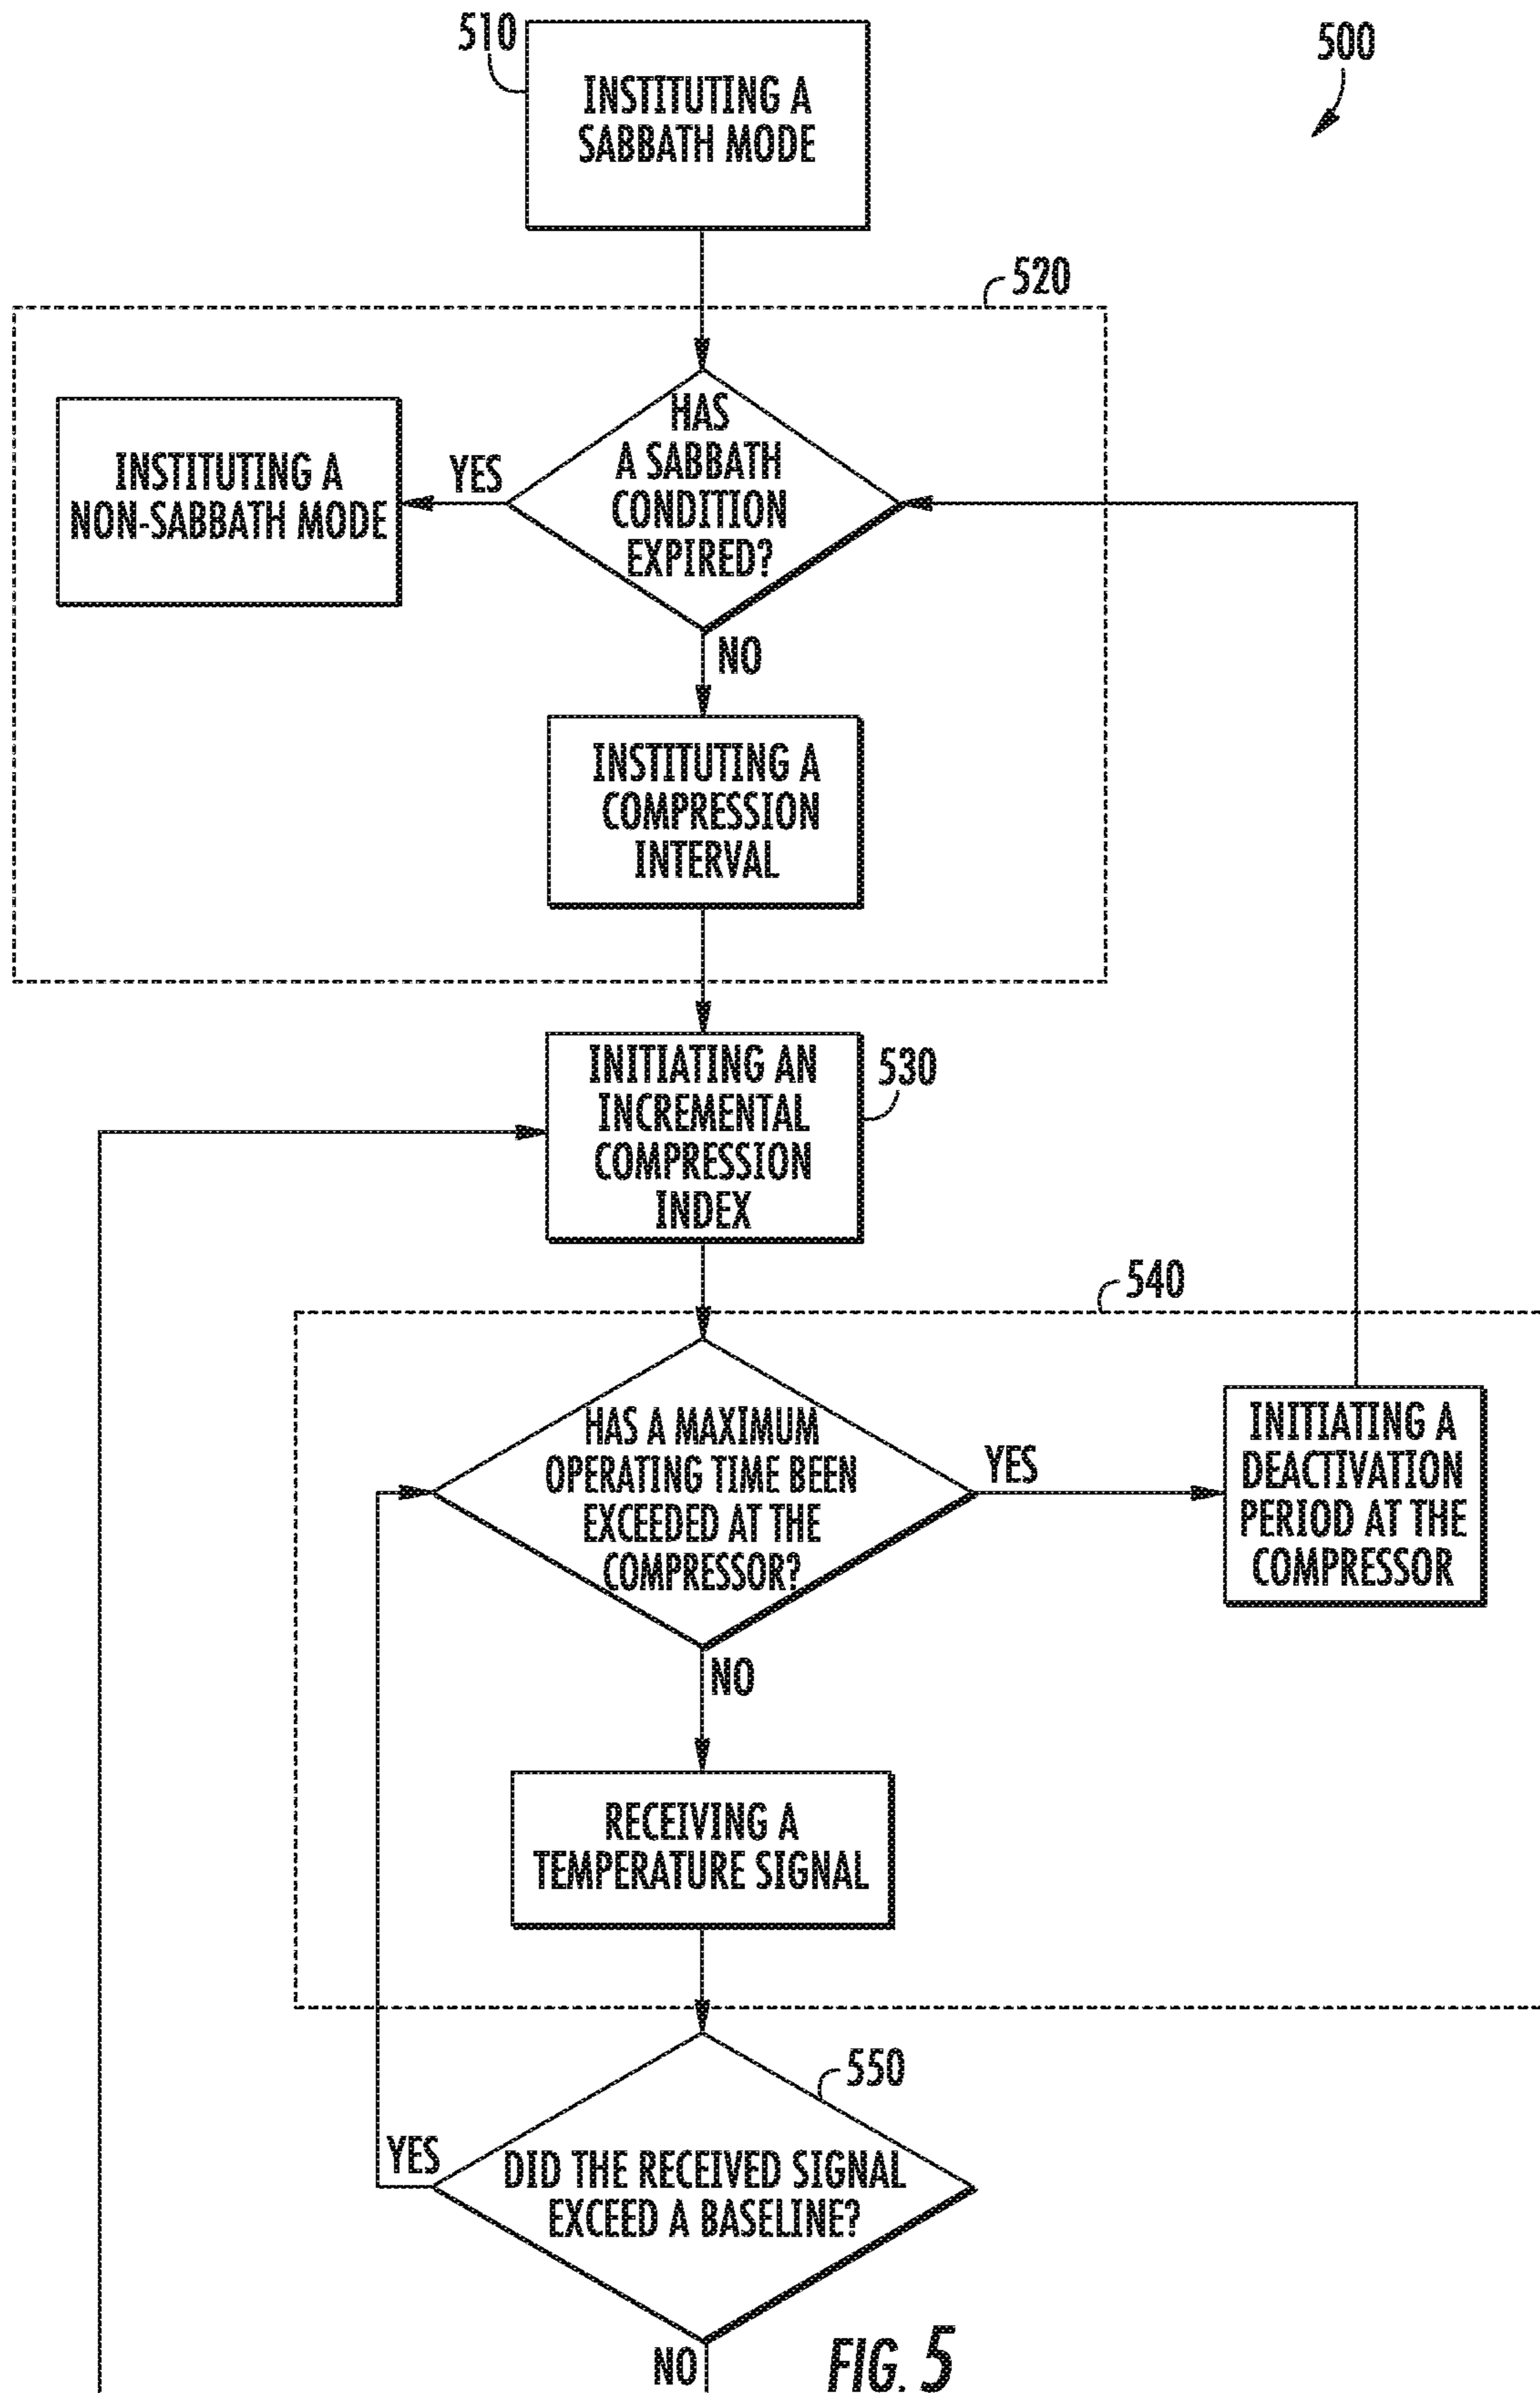 510
INSTITUTING A
SABBATH MODE
500
520
HAS
A SABBATH
CONDITION
EXPIRED?
YES
INSTITUTING A
NON-SABBATH MODE
NO
INSTITUTING A
COMPRESSION
INTERVAL
INITIATING AN
INCREMENTAL
COMPRESSION
INDEX
530
540
HAS A MAXIMUM
OPERATING TIME BEEN
EXCEEDED AT THE
COMPRESSOR?
YES
INITIATING A
DEACTIVATION
PERIOD AT THE
COMPRESSOR
NO
RECEIVING A
TEMPERATURE SIGNAL
550
YES
DID THE RECEIVED SIGNAL
EXCEED A BASELINE?
NO
FIG. 5